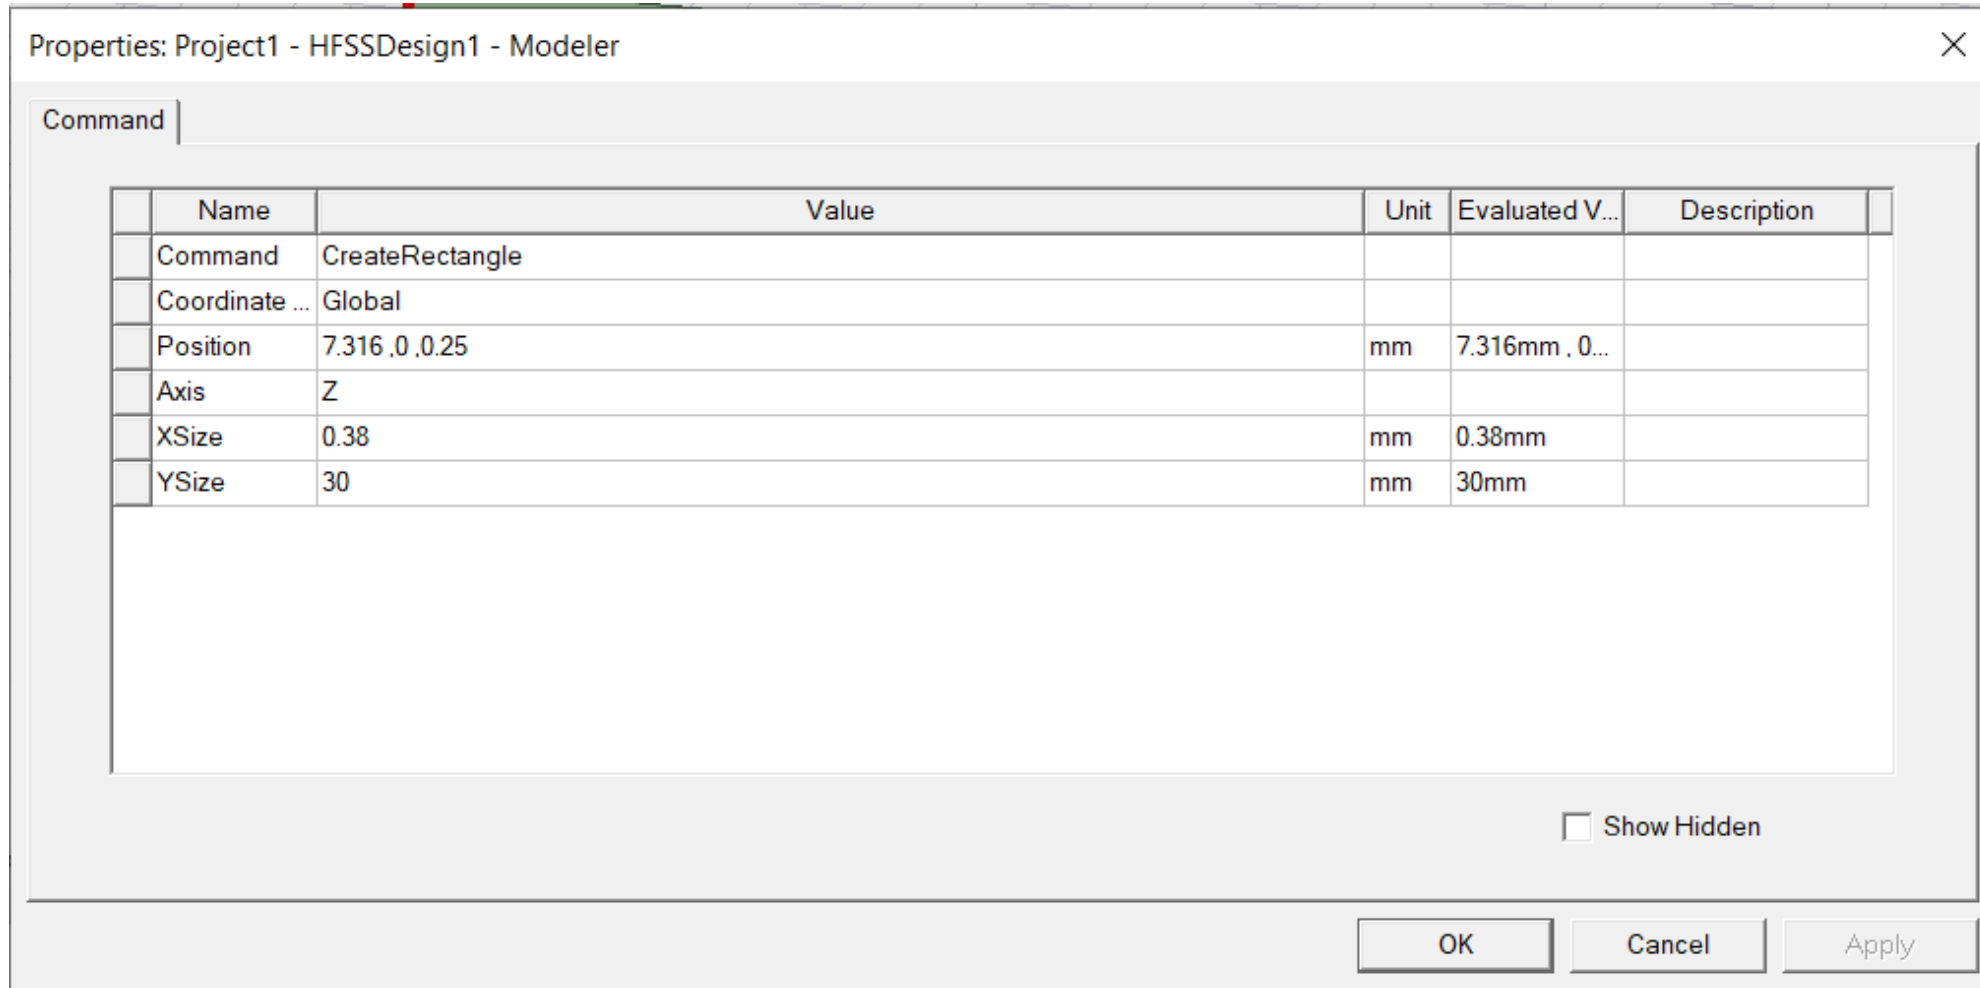 Properties: Project1 - HFSSDesign1 - Modeler
Command
Name Value Unit Evaluated V... Description
Command CreateRectangle
Coordinate ... Global
Position 7.316 ,0 ,0.25 mm 7.316mm , 0...
Axis Z
XSize 0.38 mm 0.38mm
YSize 30 mm 30mm
Show Hidden
OK Cancel Apply